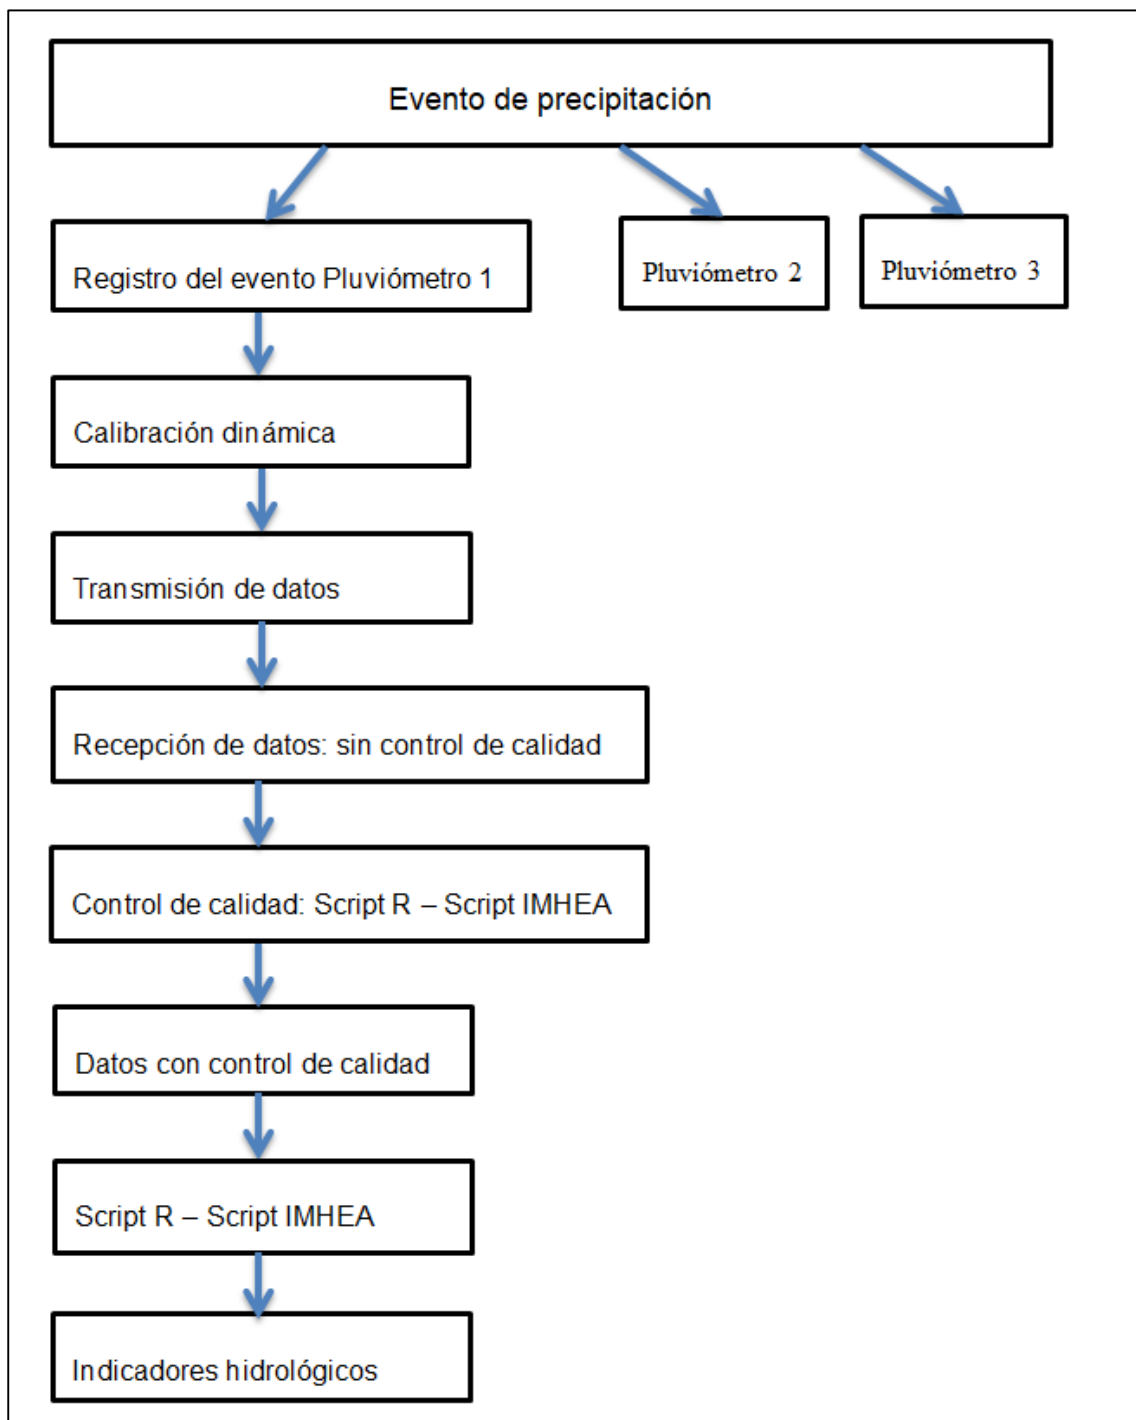 Evento de precipitación
Registro del evento Pluviómetro 1
Pluviómetro 2
Pluviómetro 3
Calibración dinámica
Transmisión de datos
Recepción de datos: sin control de calidad
Control de calidad: Script R – Script IMHEA
Datos con control de calidad
Script R – Script IMHEA
Indicadores hidrológicos